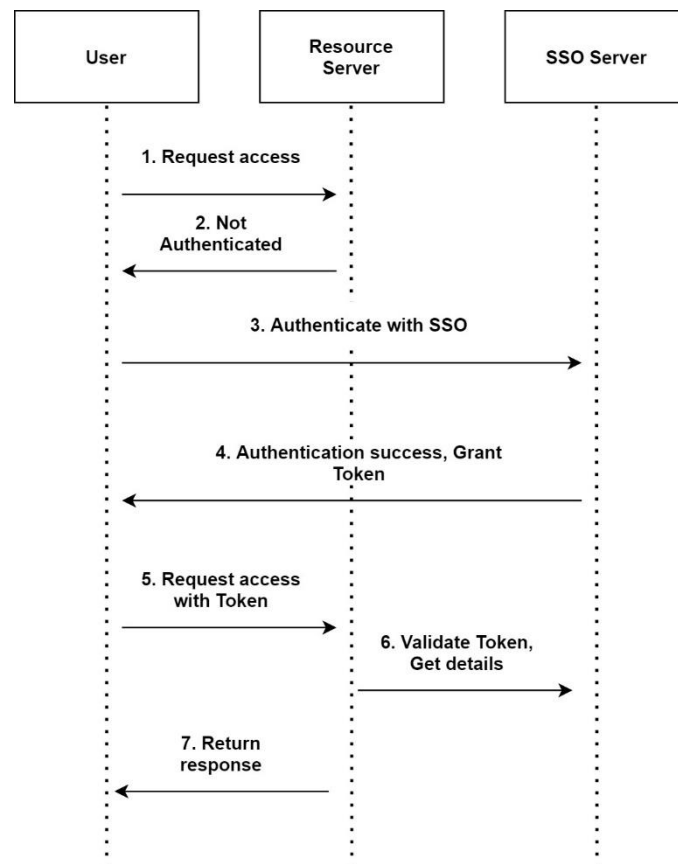 User
Resource
Server
SSO Server
1. Request access
2. Not
Authenticated
3. Authenticate with SSO
4. Authentication success, Grant
Token
5. Request access
with Token
6. Validate Token,
Get details
7. Return
response